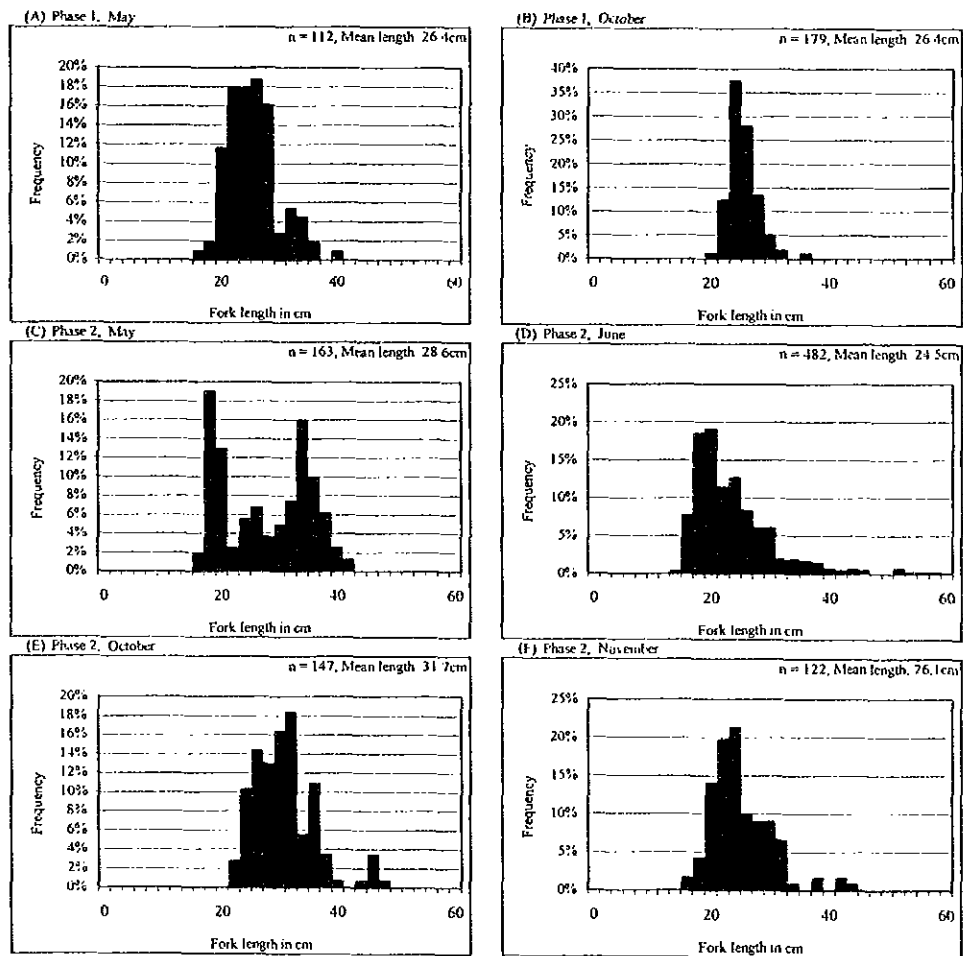 (A) Phase 1, May
n = 112, Mean length 26.4cm
20%
18%
16%
14%
12%
10%
8%
6%
4%
2%
0%
Frequency
0 20 40 60
Fork length in cm
(B) Phase 1, October
n = 179, Mean length 26.4cm
40%
35%
30%
25%
20%
15%
10%
5%
0%
Frequency
0 20 40 60
Fork length in cm
(C) Phase 2, May
n = 163, Mean length 28.6cm
20%
18%
16%
14%
12%
10%
8%
6%
4%
2%
0%
Frequency
0 20 40 60
Fork length in cm
(D) Phase 2, June
n = 482, Mean length 24.5cm
25%
20%
15%
10%
5%
0%
Frequency
0 20 40 60
Fork length in cm
(E) Phase 2, October
n = 147, Mean length 31.7cm
20%
18%
16%
14%
12%
10%
8%
6%
4%
2%
0%
Frequency
0 20 40 60
Fork length in cm
(F) Phase 2, November
n = 122, Mean length, 26.1cm
25%
20%
15%
10%
5%
0%
Frequency
0 20 40 60
Fork length in cm